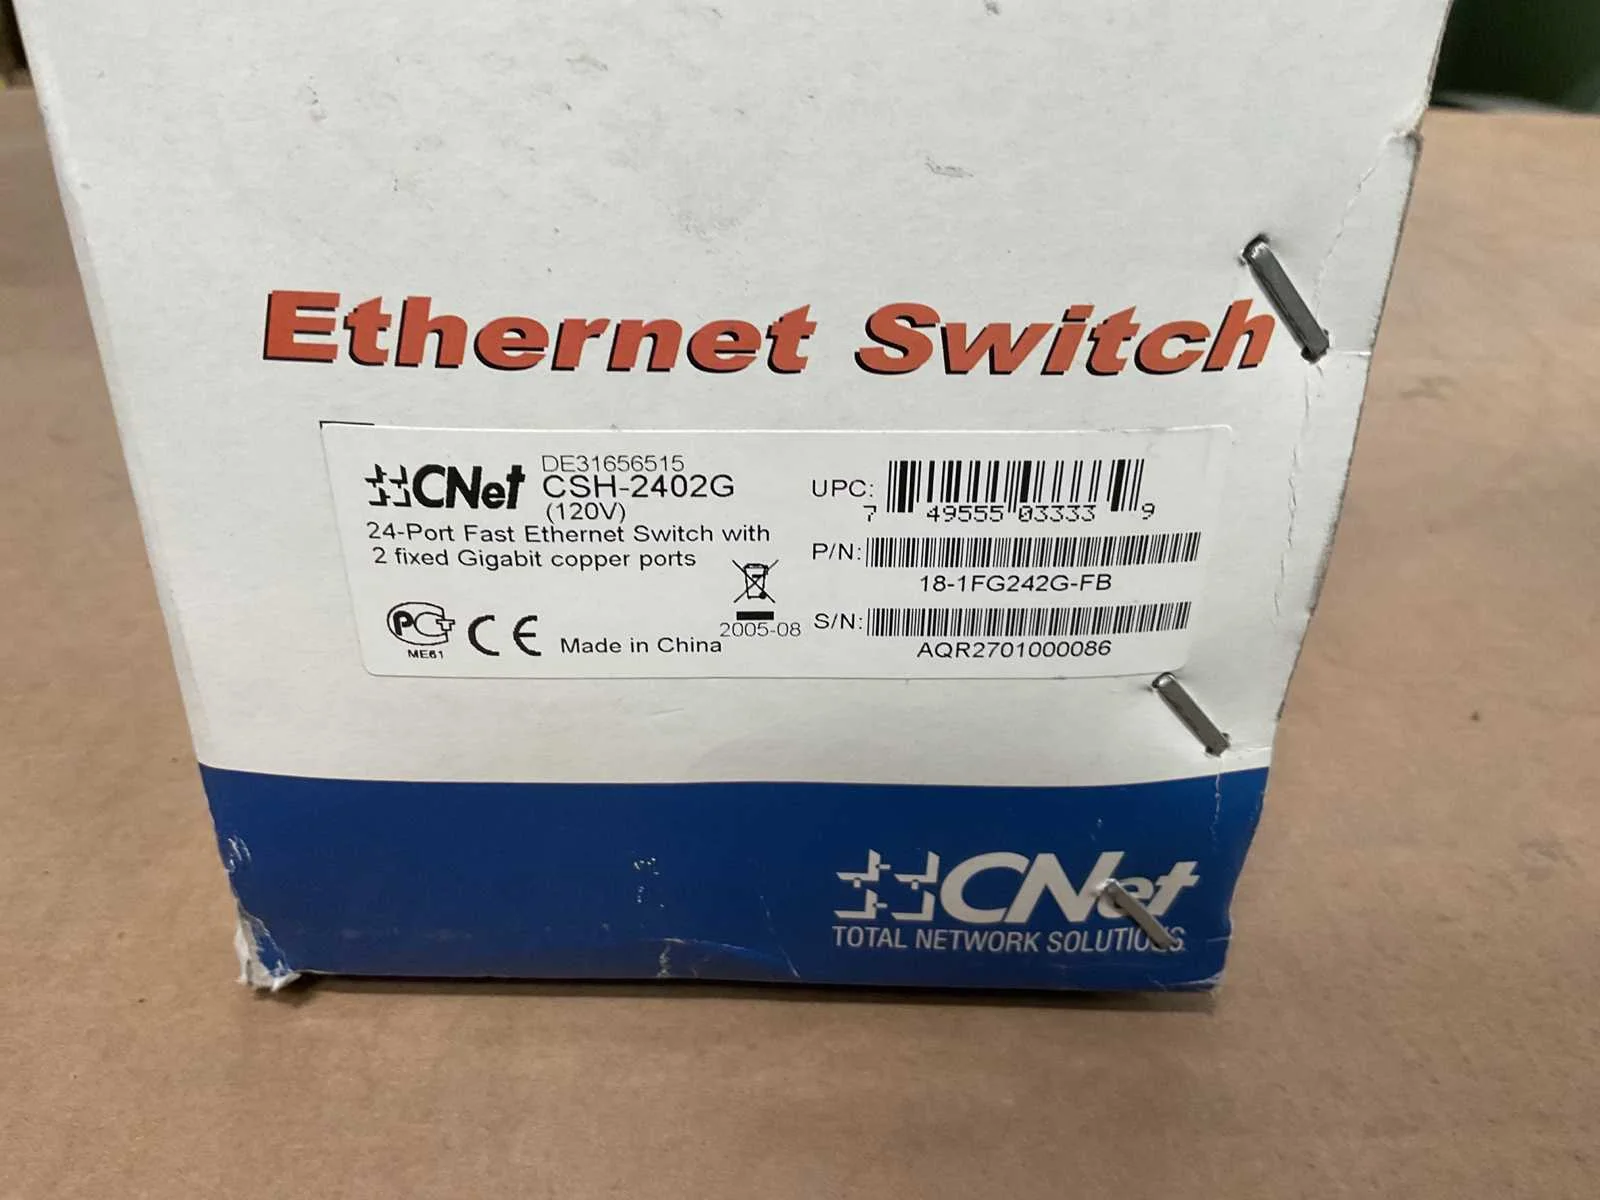 Ethernet Switch
CNet
DE31656515
CSH-2402G
(120V)
24-Port Fast Ethernet Switch with
2 fixed Gigabit copper ports
PCT
ME61
CE
Made in China
2005-08
UPC:
7 49555 03333 9
P/N:
18-1FG242G-FB
S/N:
AQR2701000086
CNet
TOTAL NETWORK SOLUTIONS